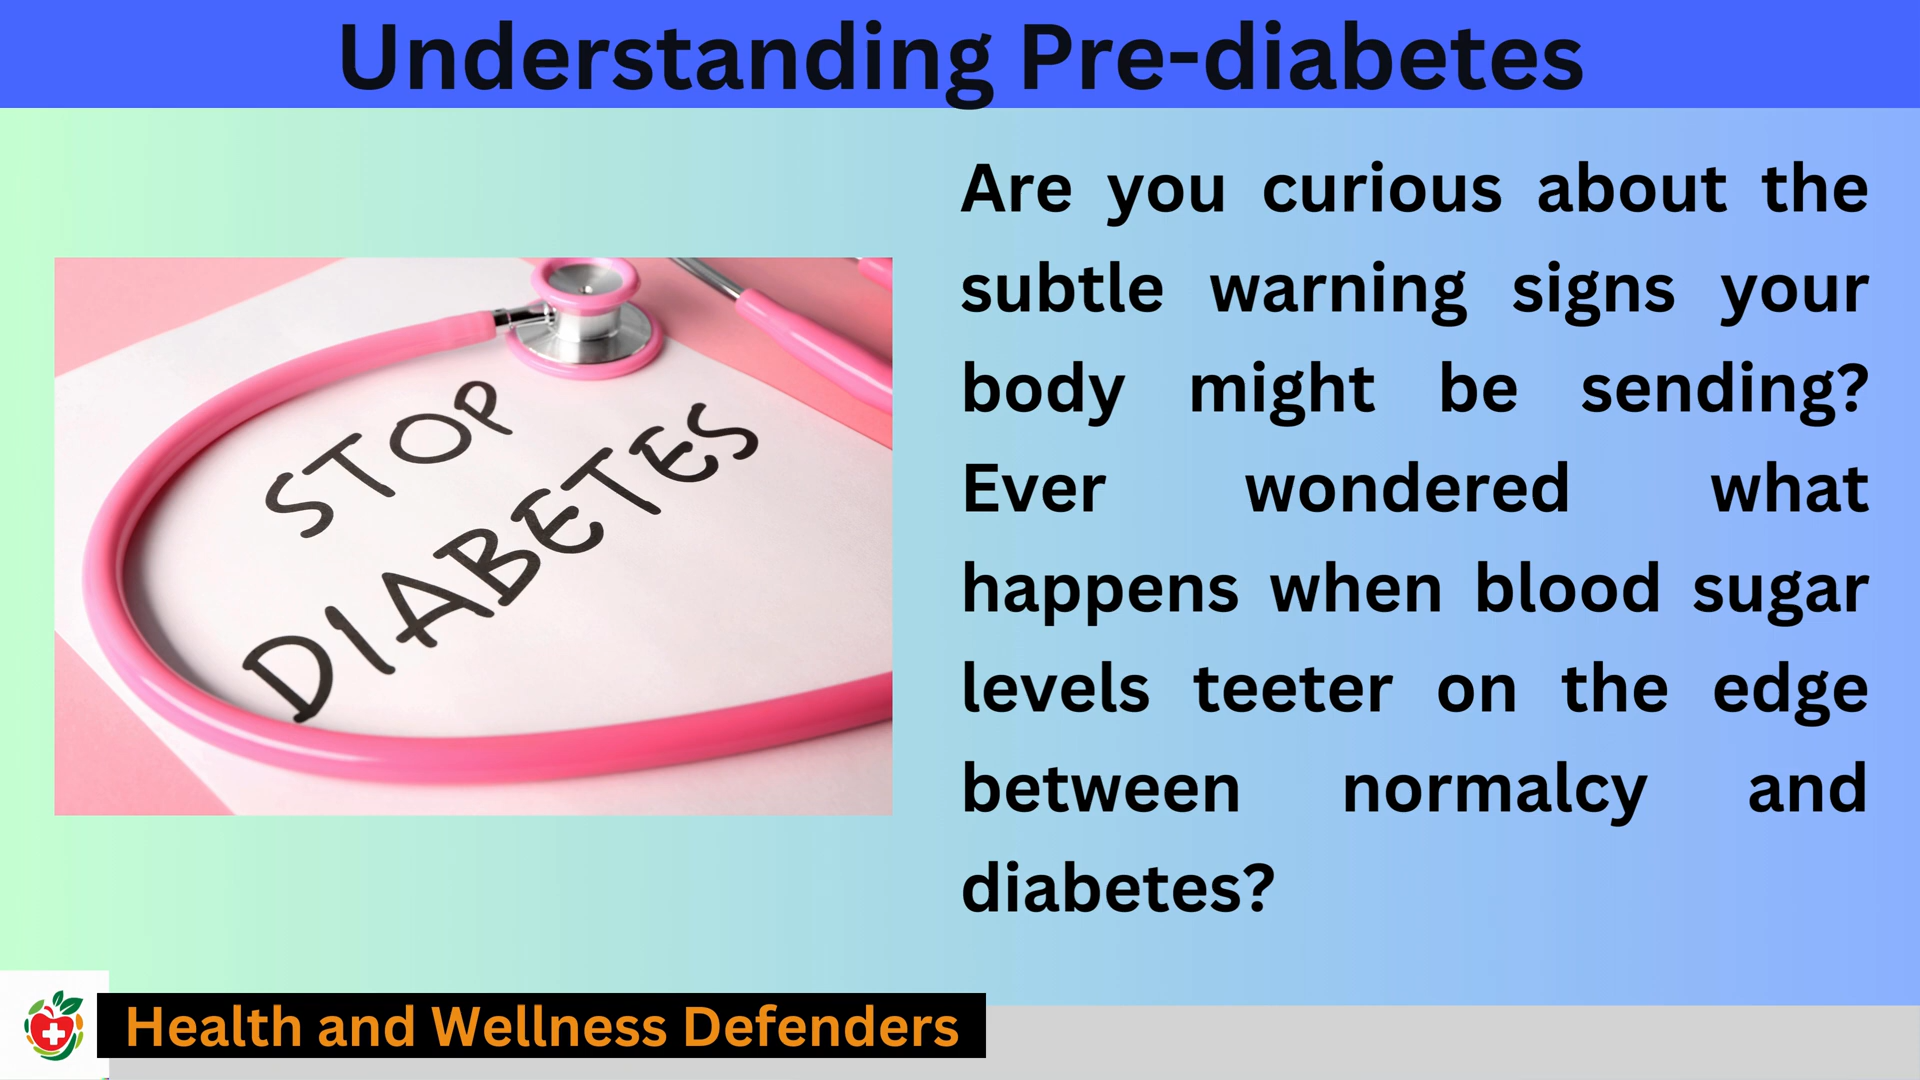 Understanding Pre-diabetes
STOP
DIABETES
Are you curious about the
subtle warning signs your
body might be sending?
Ever wondered what
happens when blood sugar
levels teeter on the edge
between normalcy and
diabetes?
Health and Wellness Defenders